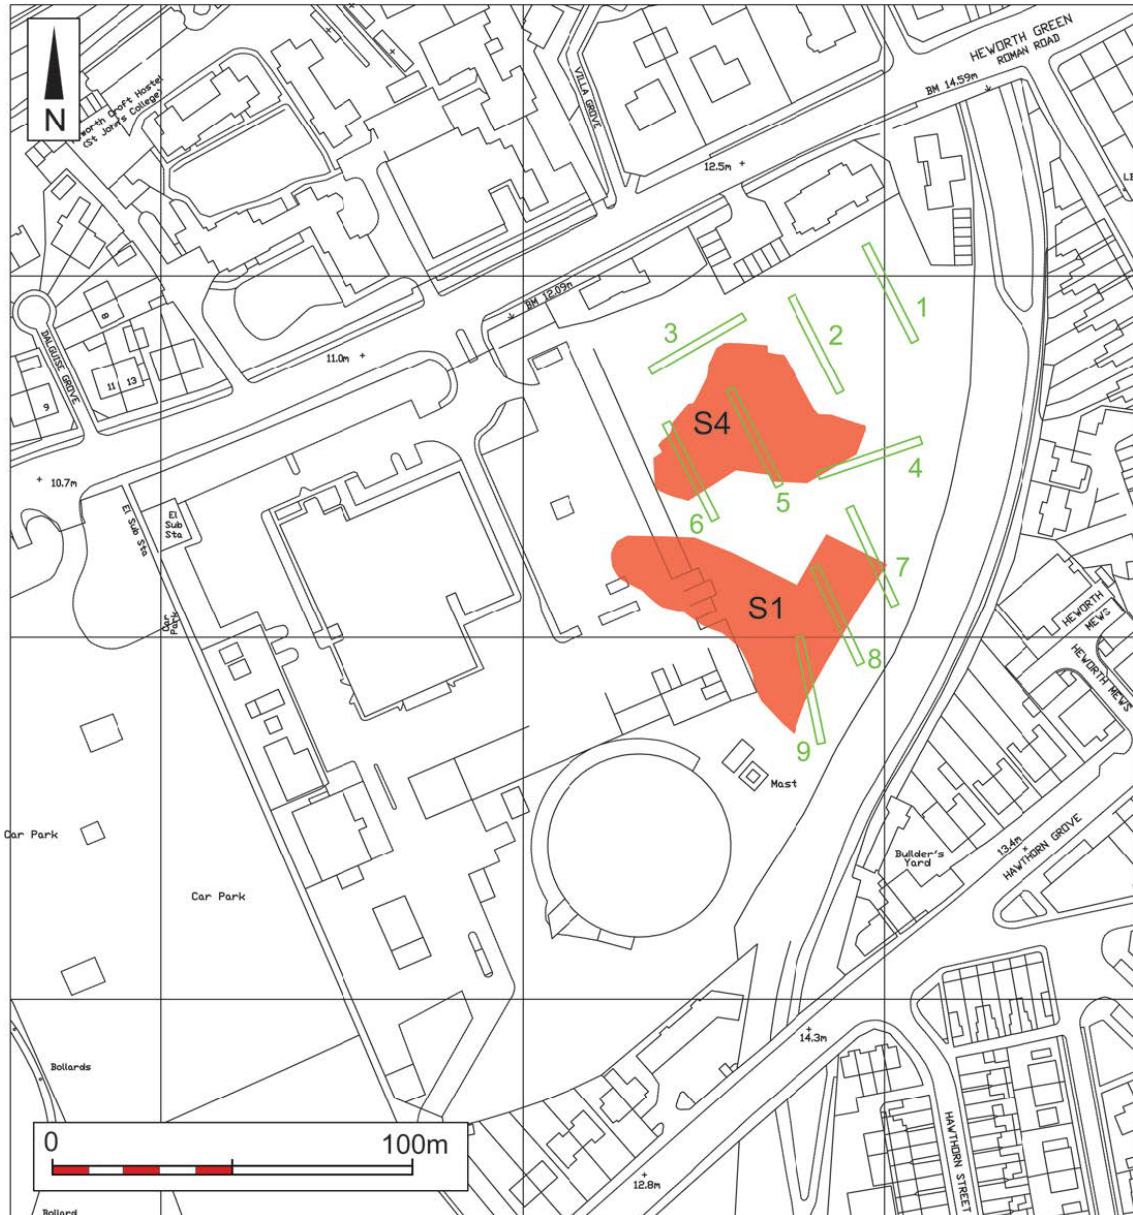 HEWORTH GREEN
ROMAN ROAD
BM 14.59m
N
worth Croft Hostel
(St John's College)
VILLA GROVE
12.5m
1
BM 12.09m
2
3
DALGUISE GROVE
8
11.0m
11 13
9
S4
4
10.7m
5
6
El Sub Sta
El
Sub
Sta
7
HEWORTH
MEWS
S1
Car
Park
8
HEWORTH MEWS
9
Mast
Car Park
Builder's
Yard
13.4m
HAWTHORN GROVE
Car Park
14.3m
Bollards
0
100m
HAWTHORN STREET
12.8m
Bollard